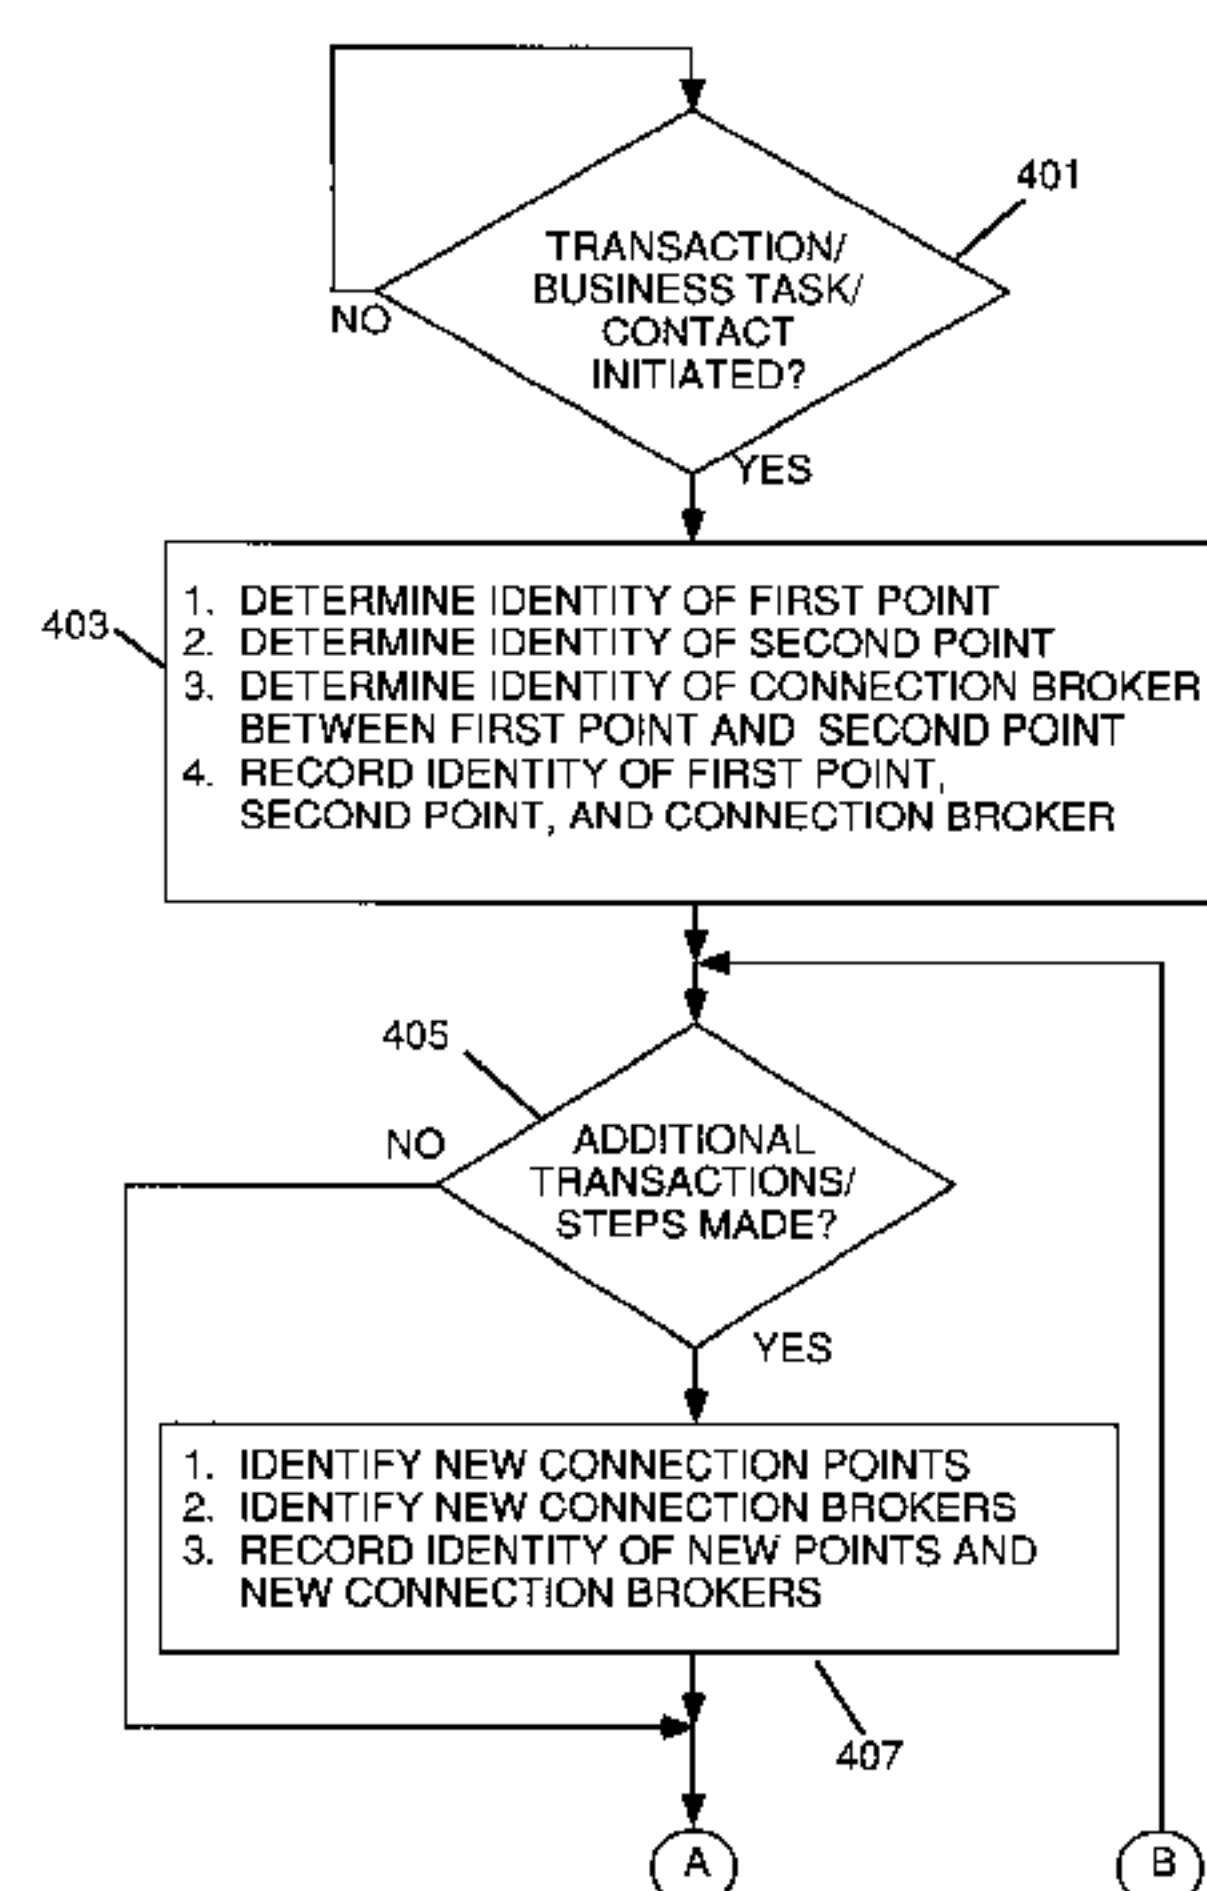 401
TRANSACTION/
BUSINESS TASK/
CONTACT
INITIATED?
NO
YES
403
1. DETERMINE IDENTITY OF FIRST POINT
2. DETERMINE IDENTITY OF SECOND POINT
3. DETERMINE IDENTITY OF CONNECTION BROKER
BETWEEN FIRST POINT AND SECOND POINT
4. RECORD IDENTITY OF FIRST POINT,
SECOND POINT, AND CONNECTION BROKER
405
NO
ADDITIONAL
TRANSACTIONS/
STEPS MADE?
YES
1. IDENTIFY NEW CONNECTION POINTS
2. IDENTIFY NEW CONNECTION BROKERS
3. RECORD IDENTITY OF NEW POINTS AND
NEW CONNECTION BROKERS
407
A
B